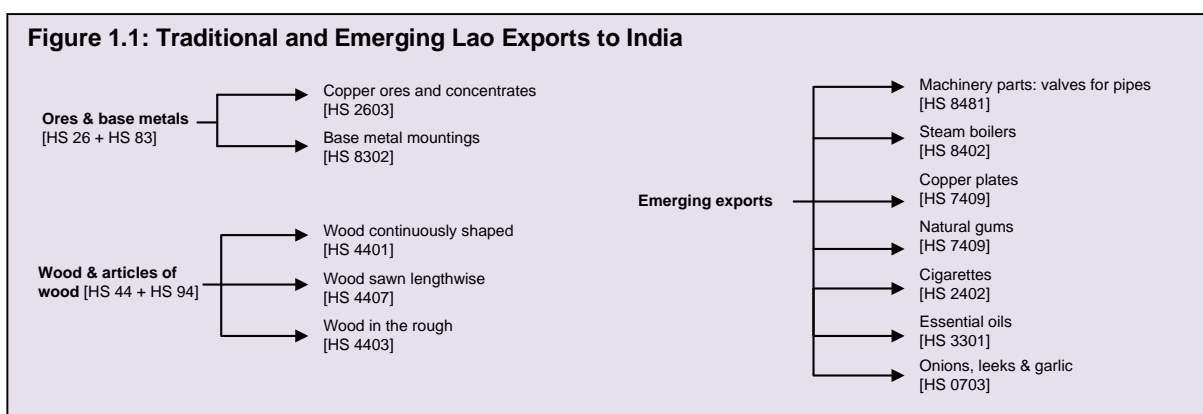 Figure 1.1: Traditional and Emerging Lao Exports to India
Ores & base metals
[HS 26 + HS 83]
Copper ores and concentrates
[HS 2603]
Base metal mountings
[HS 8302]
Wood & articles of
wood [HS 44 + HS 94]
Wood continuously shaped
[HS 4401]
Wood sawn lengthwise
[HS 4407]
Wood in the rough
[HS 4403]
Emerging exports
Machinery parts: valves for pipes
[HS 8481]
Steam boilers
[HS 8402]
Copper plates
[HS 7409]
Natural gums
[HS 7409]
Cigarettes
[HS 2402]
Essential oils
[HS 3301]
Onions, leeks & garlic
[HS 0703]